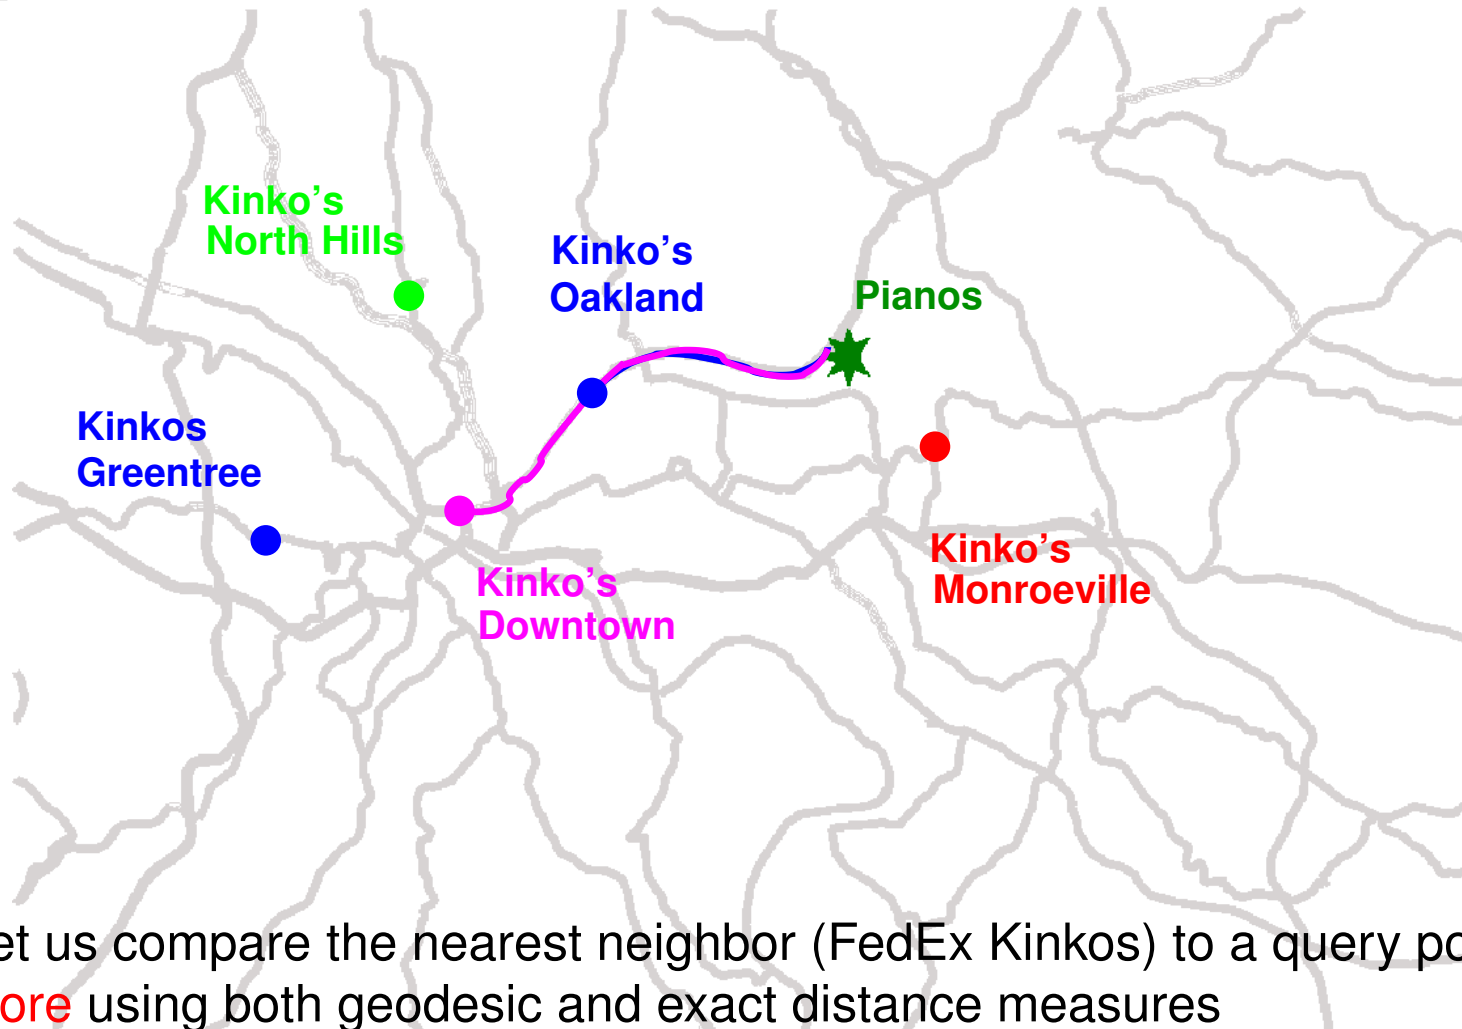 Kinko’s
North Hills
Kinko’s
Oakland
Pianos
Kinkos
Greentree
Kinko’s
Downtown
Kinko’s
Monroeville
et us compare the nearest neighbor (FedEx Kinkos) to a query po
ore using both geodesic and exact distance measures